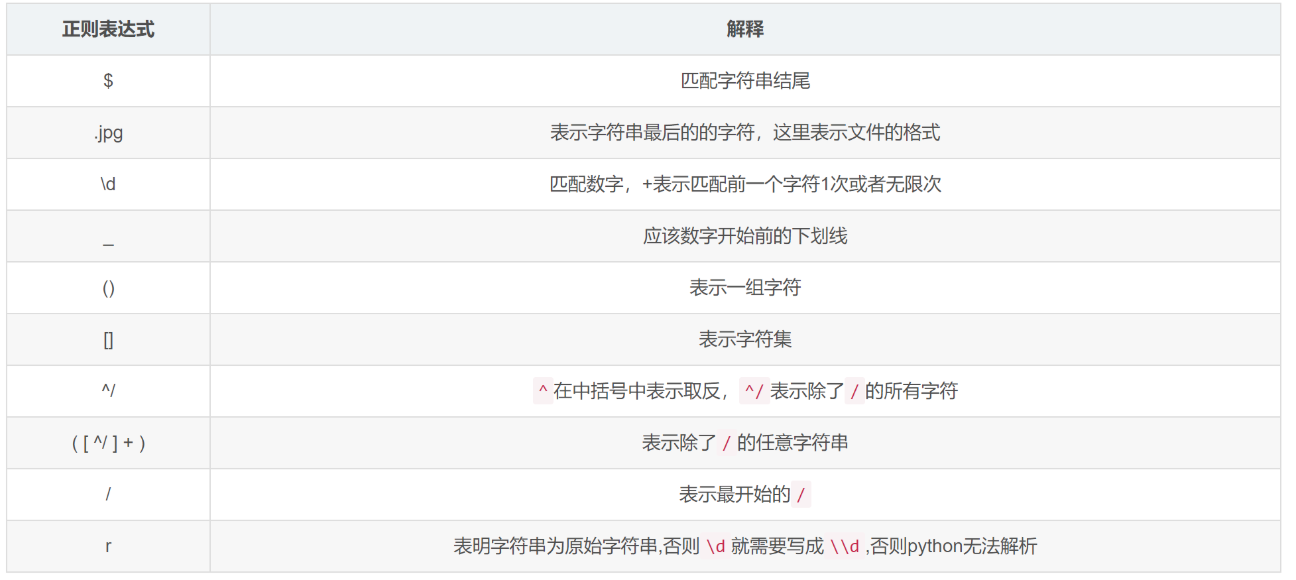 正则表达式 解释
$ 匹配字符串结尾
.jpg 表示字符串最后的的字符，这里表示文件的格式
\d 匹配数字，+表示匹配前一个字符1次或者无限次
_ 应该数字开始前的下划线
() 表示一组字符
[] 表示字符集
^/ ^在中括号中表示取反，^/表示除了/的所有字符
( [ ^/ ] + ) 表示除了/的任意字符串
/ 表示最开始的/
r 表明字符串为原始字符串,否则 \d 就需要写成 \\d ,否则python无法解析